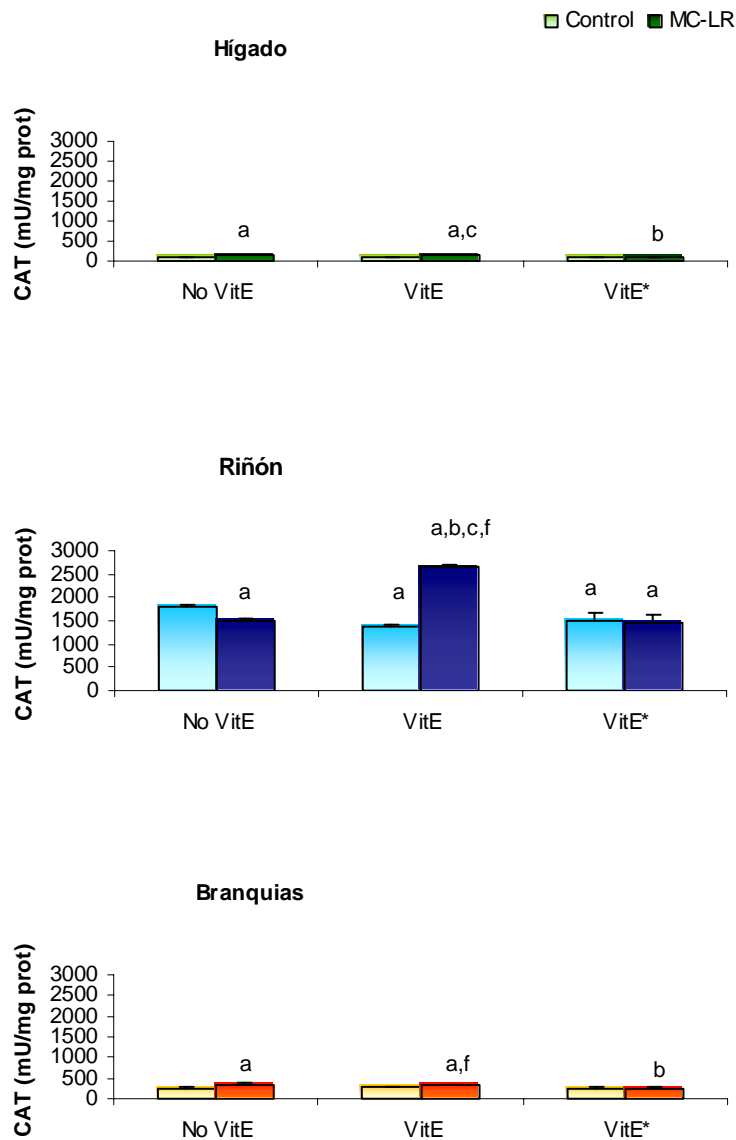 Control MC-LR
Hígado
CAT (mU/mg prot)
3000
2500
2000
1500
1000
500
0
a
a,c
b
No VitE VitE VitE*
Riñón
CAT (mU/mg prot)
3000
2500
2000
1500
1000
500
0
a
a
a,b,c,f
a
a
No VitE VitE VitE*
Branquias
CAT (mU/mg prot)
3000
2500
2000
1500
1000
500
0
a
a,f
b
No VitE VitE VitE*